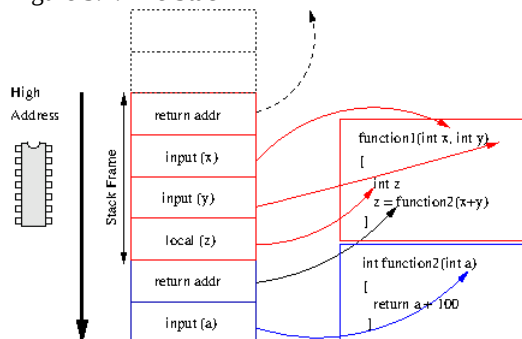 High
Address
Stack Frame
return addr
input (x)
input (y)
local (z)
return addr
input (a)
function1(int x, int y)
[
int z
z = function2(x+y)
]
int function2(int a)
[
return a + 100
]